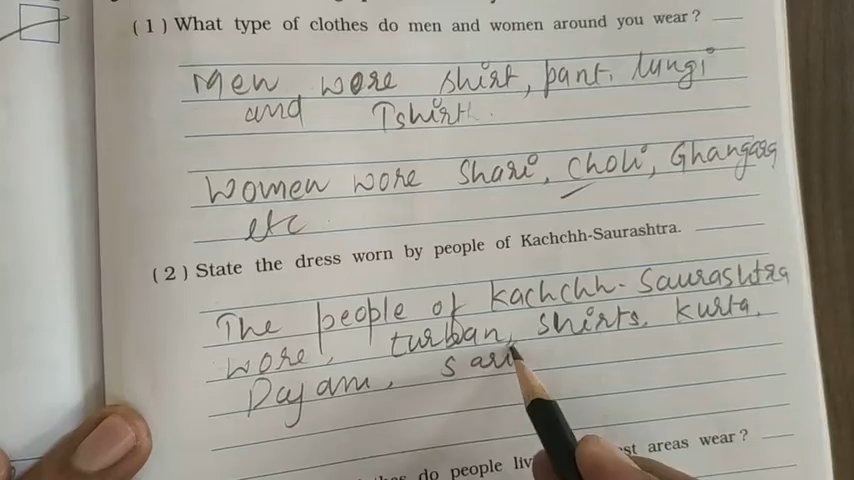 ( 1 ) What type of clothes do men and women around you wear?
Men wore shirt, pant, lungi
and Tshirt.
Women wore Shari, Choli, Ghangara
etc
( 2 ) State the dress worn by people of Kachchh-Saurashtra.
The people of Kachchh-Saurashtra
wore, turban, shirts, kurta,
Pajam, sari
do people liv st areas wear?